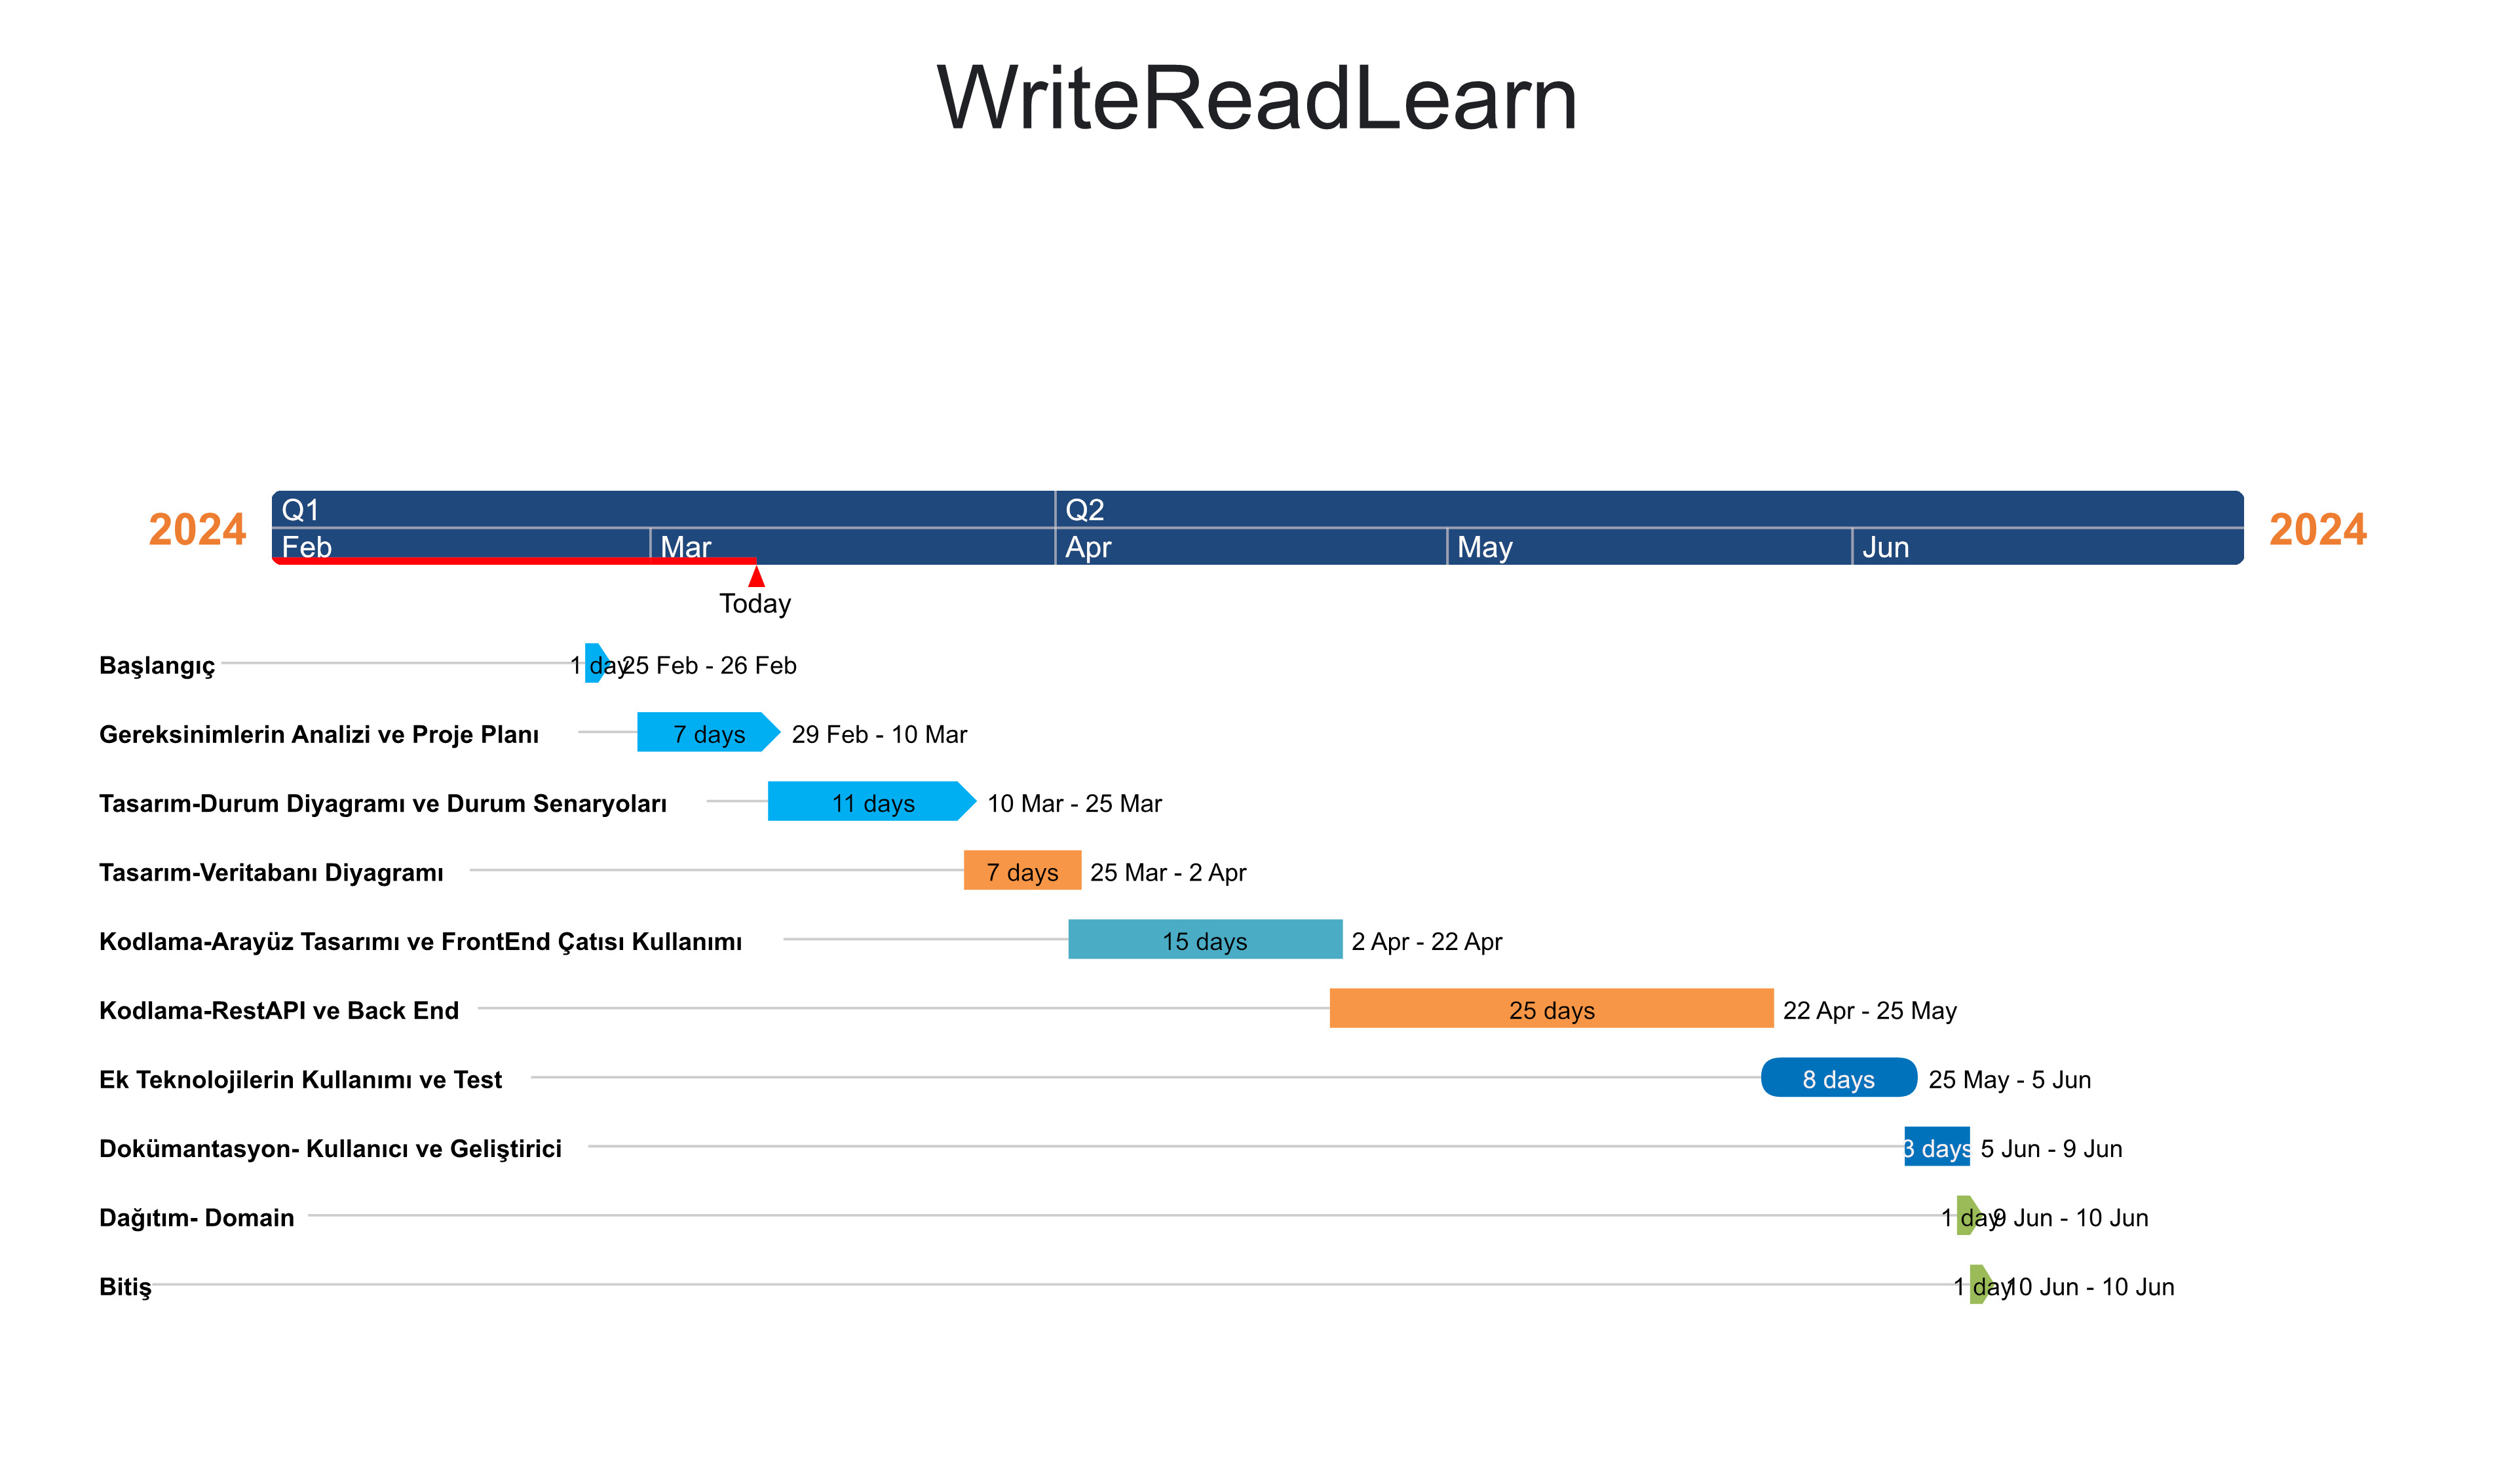 WriteReadLearn
2024
Q1 Q2
Feb Mar Apr May Jun
2024
Today
Başlangıç 1 day 25 Feb - 26 Feb
Gereksinimlerin Analizi ve Proje Planı 7 days 29 Feb - 10 Mar
Tasarım-Durum Diyagramı ve Durum Senaryoları 11 days 10 Mar - 25 Mar
Tasarım-Veritabanı Diyagramı 7 days 25 Mar - 2 Apr
Kodlama-Arayüz Tasarımı ve FrontEnd Çatısı Kullanımı 15 days 2 Apr - 22 Apr
Kodlama-RestAPI ve Back End 25 days 22 Apr - 25 May
Ek Teknolojilerin Kullanımı ve Test 8 days 25 May - 5 Jun
Dokümantasyon- Kullanıcı ve Geliştirici 3 days 5 Jun - 9 Jun
Dağıtım- Domain 1 day 9 Jun - 10 Jun
Bitiş 1 day 10 Jun - 10 Jun